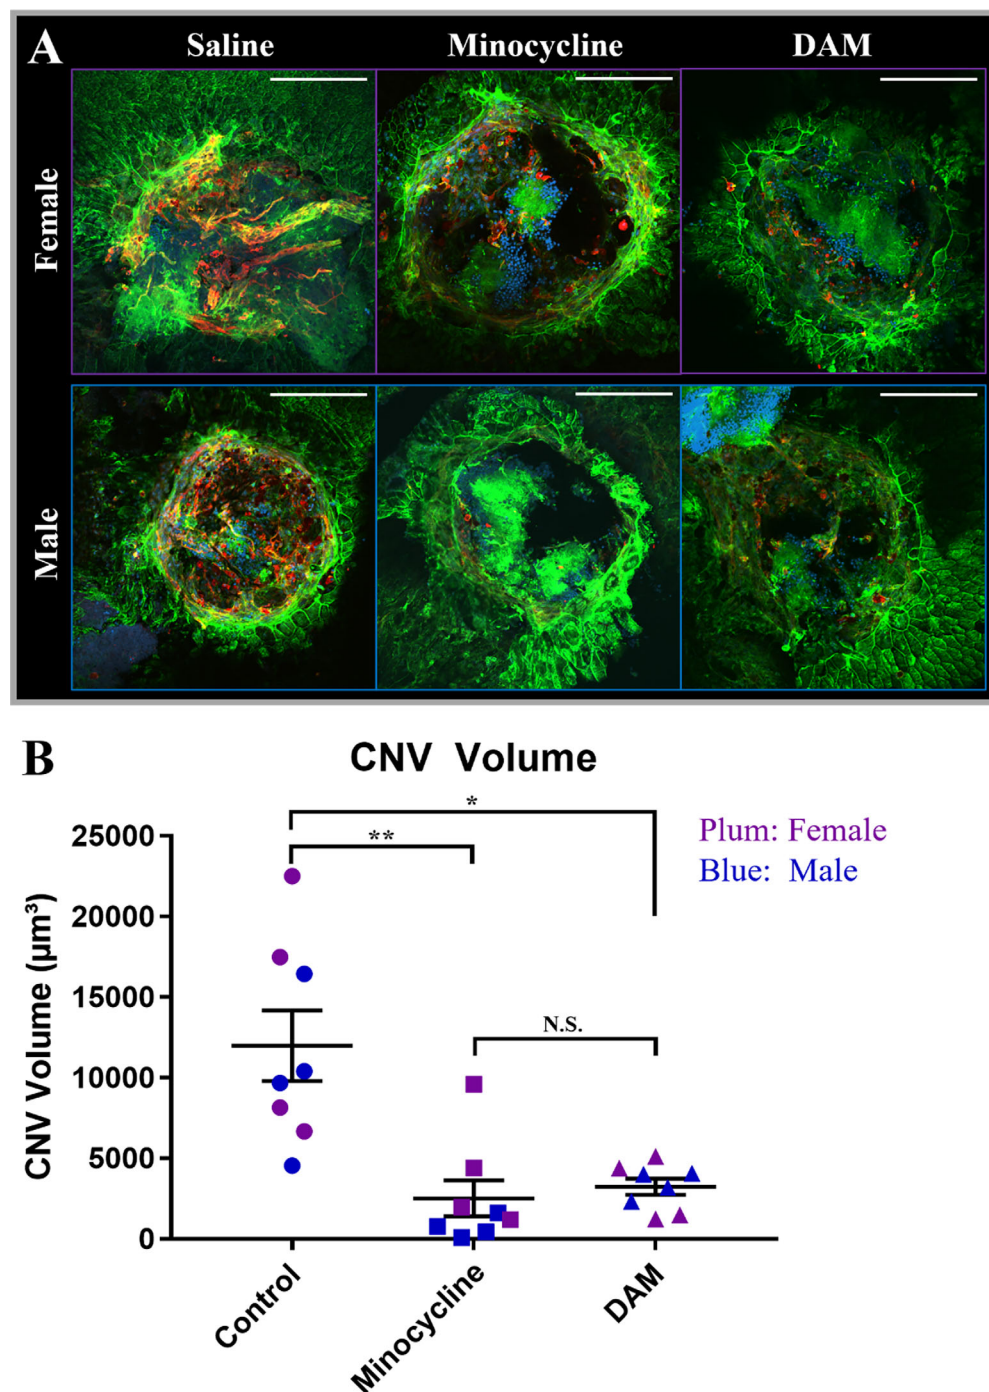 A
Saline Minocycline DAM
Female
Male
B
CNV Volume
*
**
Plum: Female
Blue: Male
N.S.
CNV Volume (µm³)
25000
20000
15000
10000
5000
0
Control
Minocycline
DAM